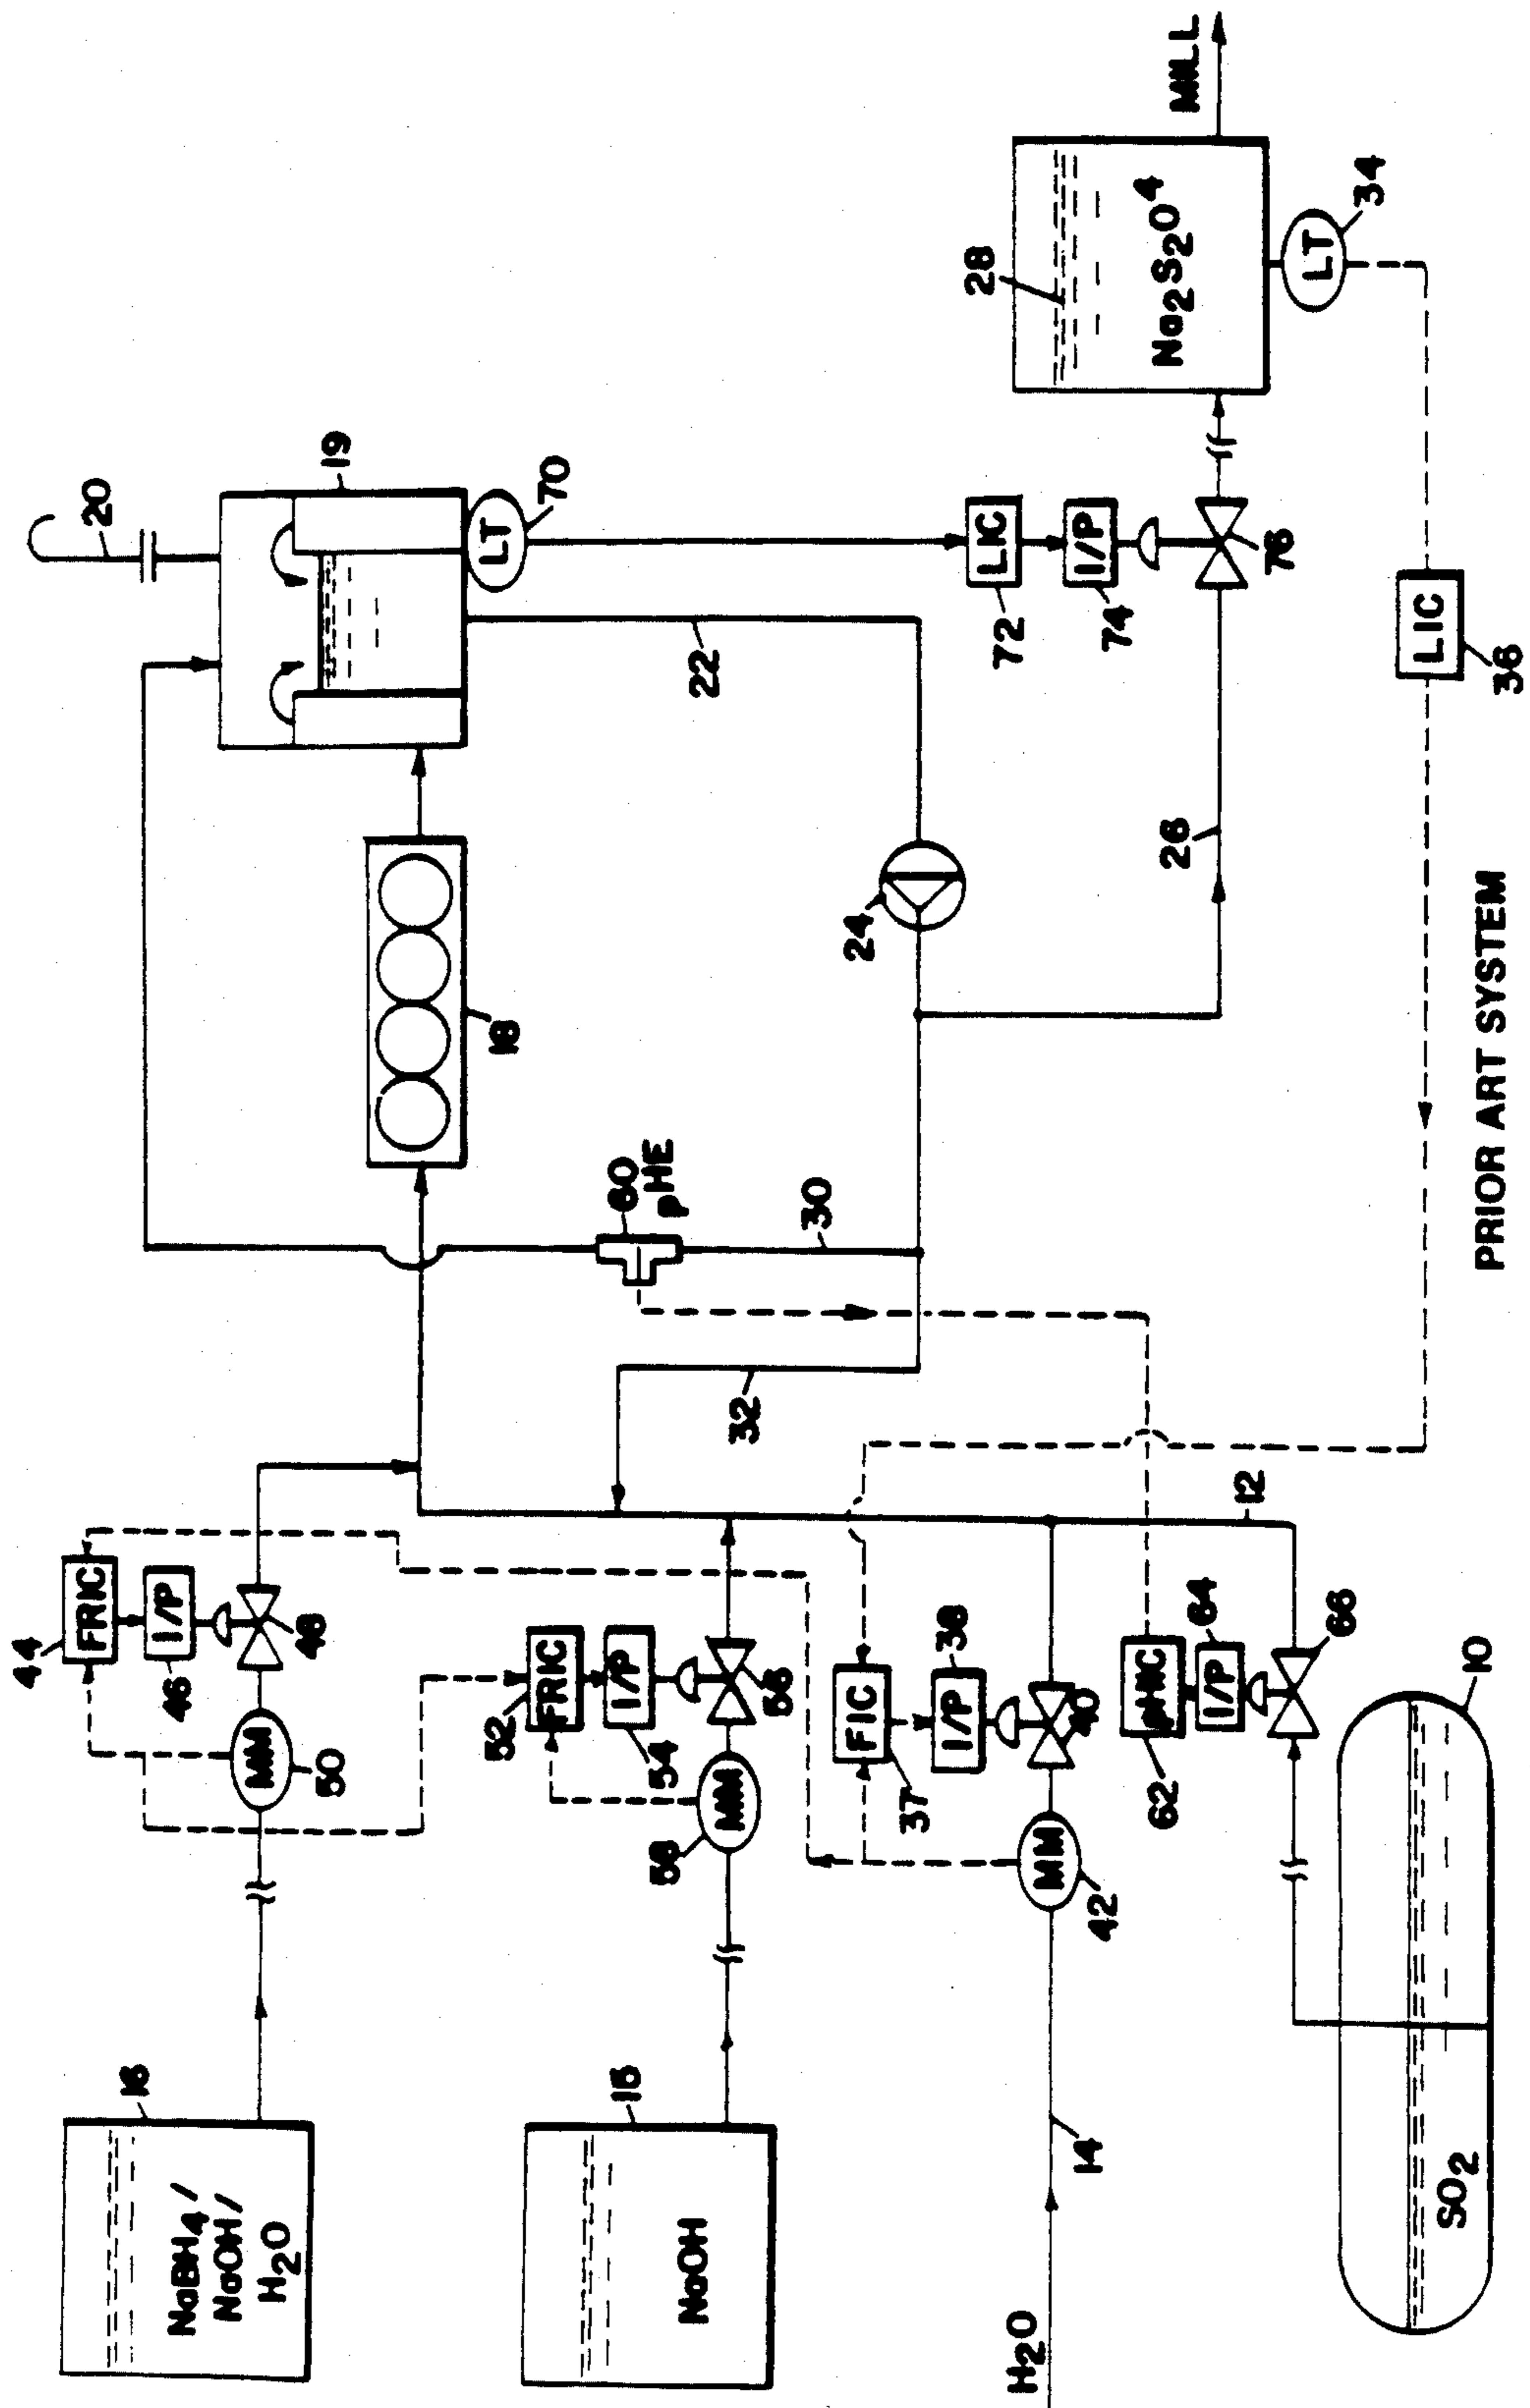 20
19
LT
70
44
FRIC
I/P
46
48
MM
50
16
NaBH₄/
NaOH/
H₂O
18
22
60
pHE
30
32
24
52
FRIC
I/P
54
56
MM
58
15
NaOH
LIC
72
I/P
74
76
26
28
Na₂S₂O⁴
MILL
LT
34
LIC
36
FIC
37
I/P
38
40
MM
42
14
H₂O
12
pHIC
62
I/P
64
66
10
SO₂
PRIOR ART SYSTEM